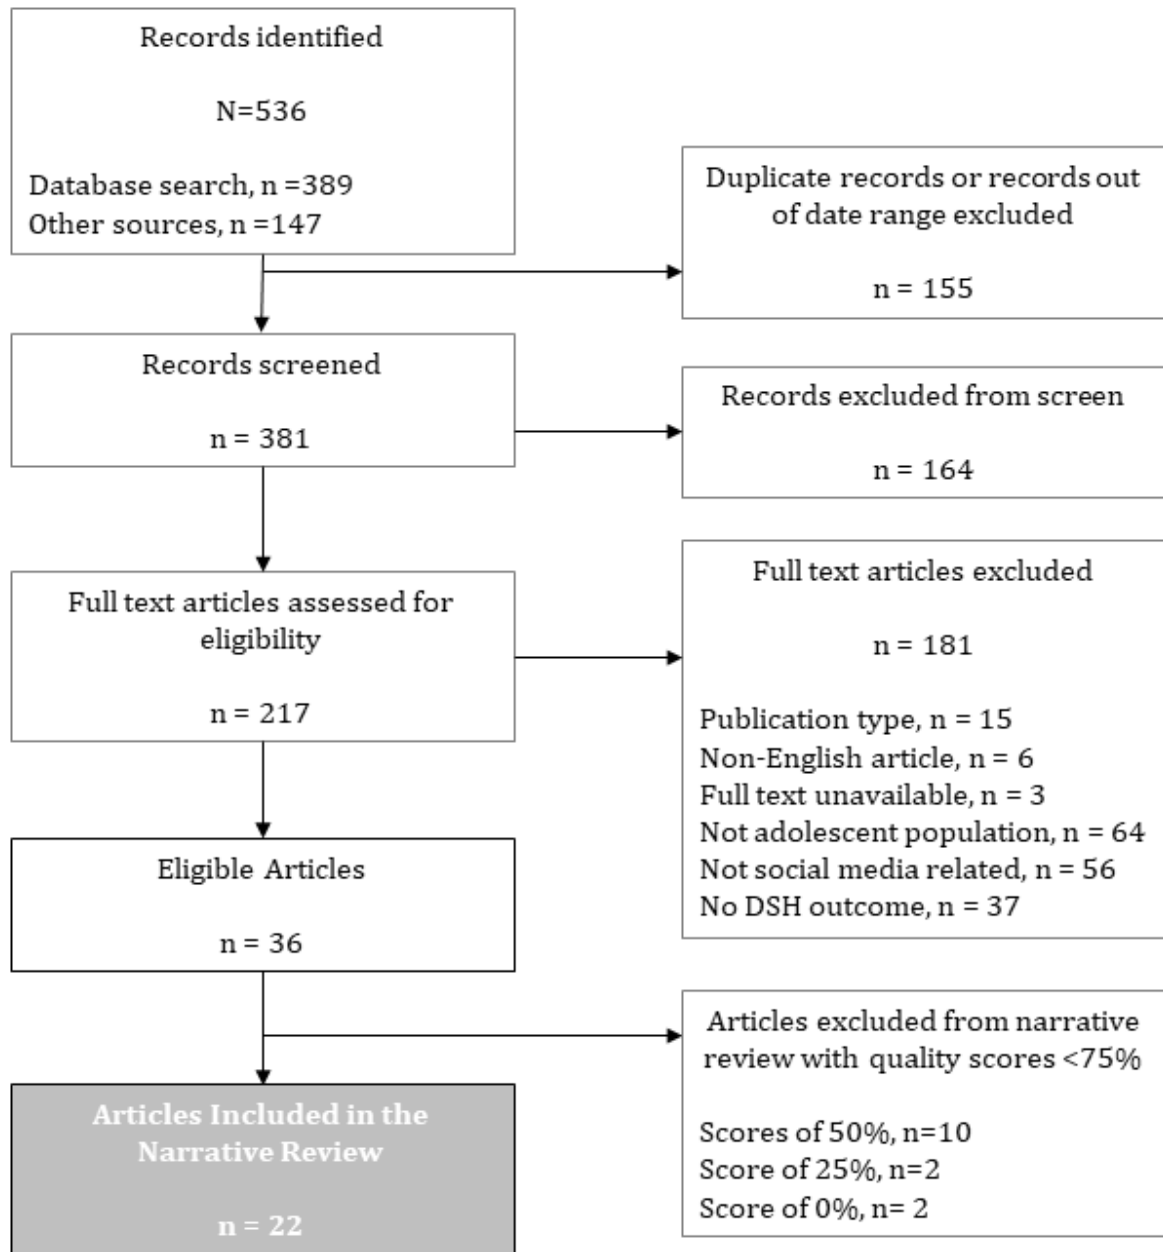 Records identified
N=536
Database search, n =389
Other sources, n =147
Duplicate records or records out
of date range excluded
n = 155
Records screened
n = 381
Records excluded from screen
n = 164
Full text articles assessed for
eligibility
n = 217
Full text articles excluded
n = 181
Publication type, n = 15
Non-English article, n = 6
Full text unavailable, n = 3
Not adolescent population, n = 64
Not social media related, n = 56
No DSH outcome, n = 37
Eligible Articles
n = 36
Articles excluded from narrative
review with quality scores <75%
Scores of 50%, n=10
Score of 25%, n=2
Score of 0%, n= 2
Articles Included in the
Narrative Review
n = 22